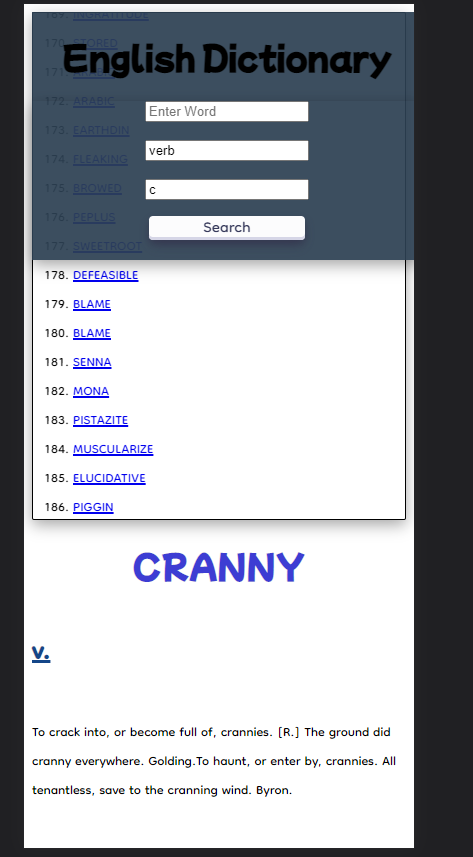 169. INGRATITUDE
170. STORED
171.
English Dictionary
172. ARABIC
Enter Word
173. EARTHDIN
verb
174. FLEAKING
175. BROWED
c
176. PEPLUS
Search
177. SWEETROOT
178. DEFEASIBLE
179. BLAME
180. BLAME
181. SENNA
182. MONA
183. PISTAZITE
184. MUSCULARIZE
185. ELUCIDATIVE
186. PIGGIN
CRANNY
v.
To crack into, or become full of, crannies. [R.] The ground did
cranny everywhere. Golding.To haunt, or enter by, crannies. All
tenantless, save to the cranning wind. Byron.